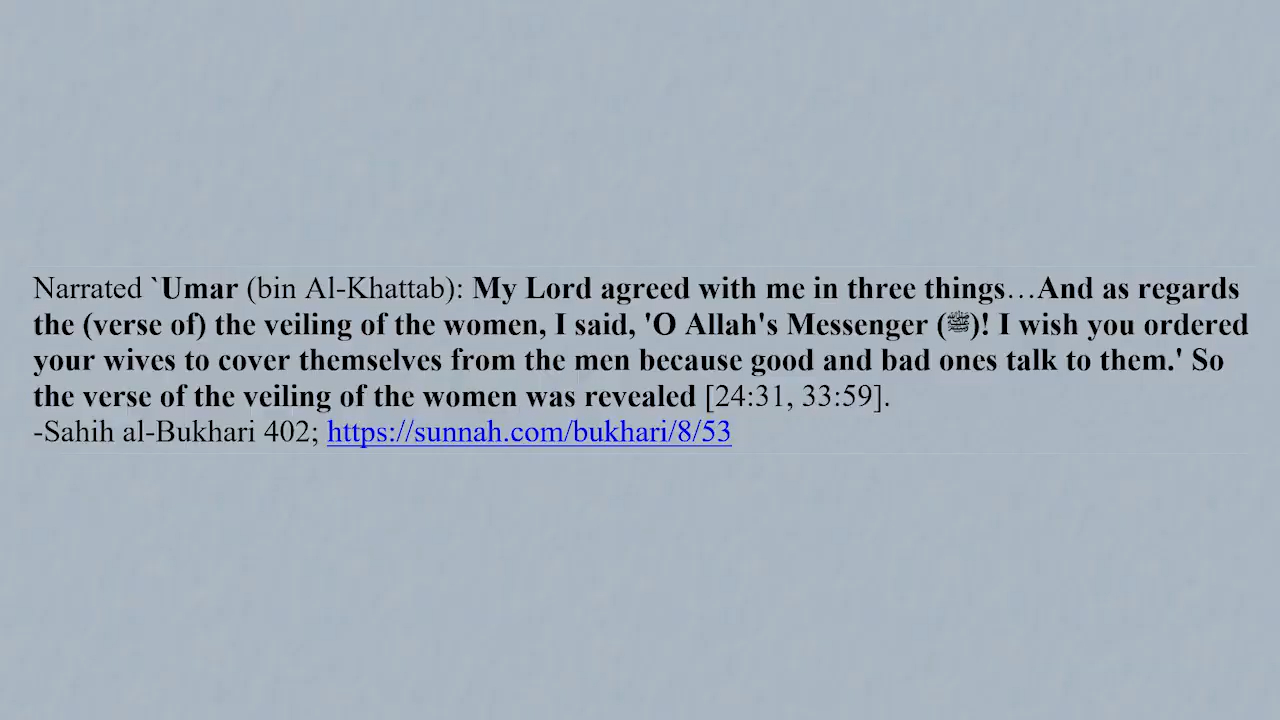 Narrated `Umar (bin Al-Khattab): My Lord agreed with me in three things…And as regards
the (verse of) the veiling of the women, I said, 'O Allah's Messenger (ﷺ)! I wish you ordered
your wives to cover themselves from the men because good and bad ones talk to them.' So
the verse of the veiling of the women was revealed [24:31, 33:59].
-Sahih al-Bukhari 402; https://sunnah.com/bukhari/8/53